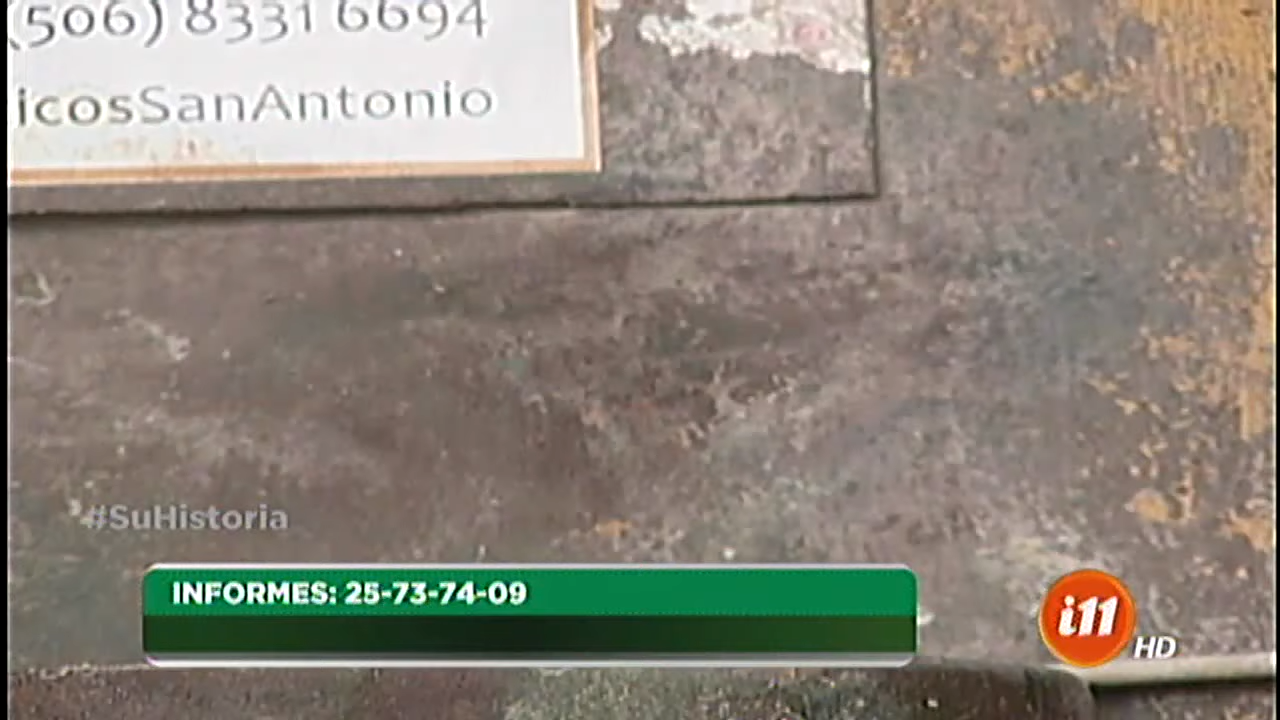 (506) 8331 6694
icosSanAntonio
#SuHistoria
INFORMES: 25-73-74-09
i11
HD